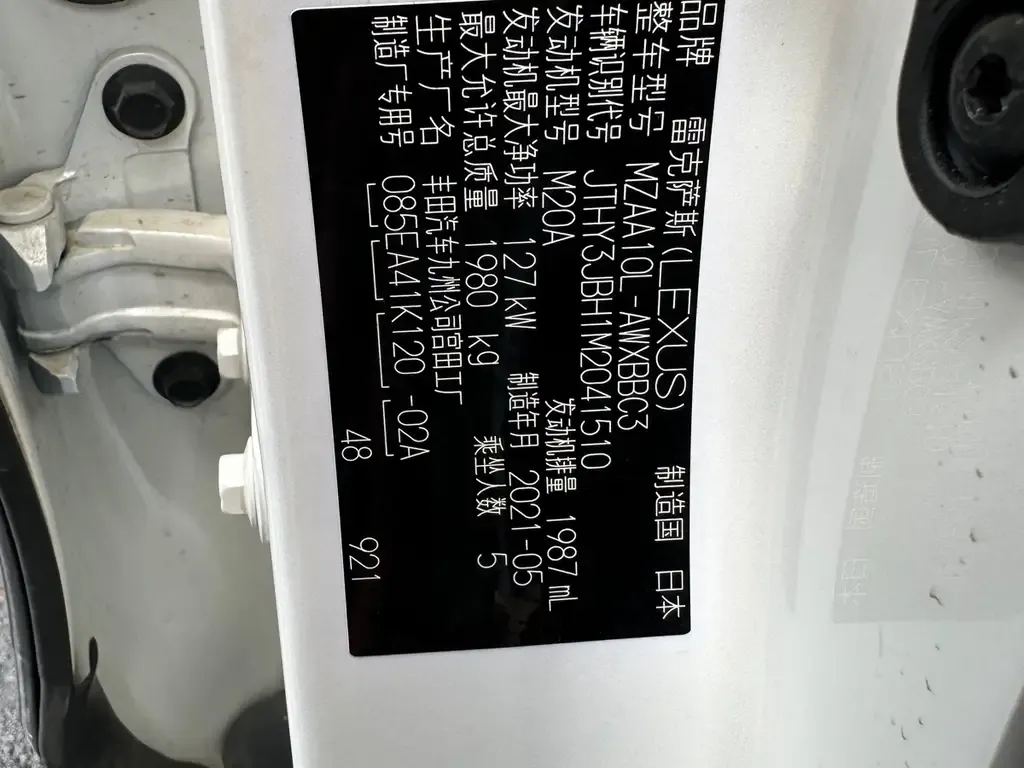 品牌 雷克萨斯(LEXUS) 制造国 日本
整车型号 MZAA10L-AWXBBC3
车辆识别代号 JTHY3JBH1M2041510
发动机型号 M20A 发动机排量 1987 mL
发动机最大净功率 127 kW 制造年月 2021-05
最大允许总质量 1980 kg 乘坐人数 5
生产厂名 丰田汽车九州公司宫田工厂
制造厂专用号 085EA41K120 -02A
48 921